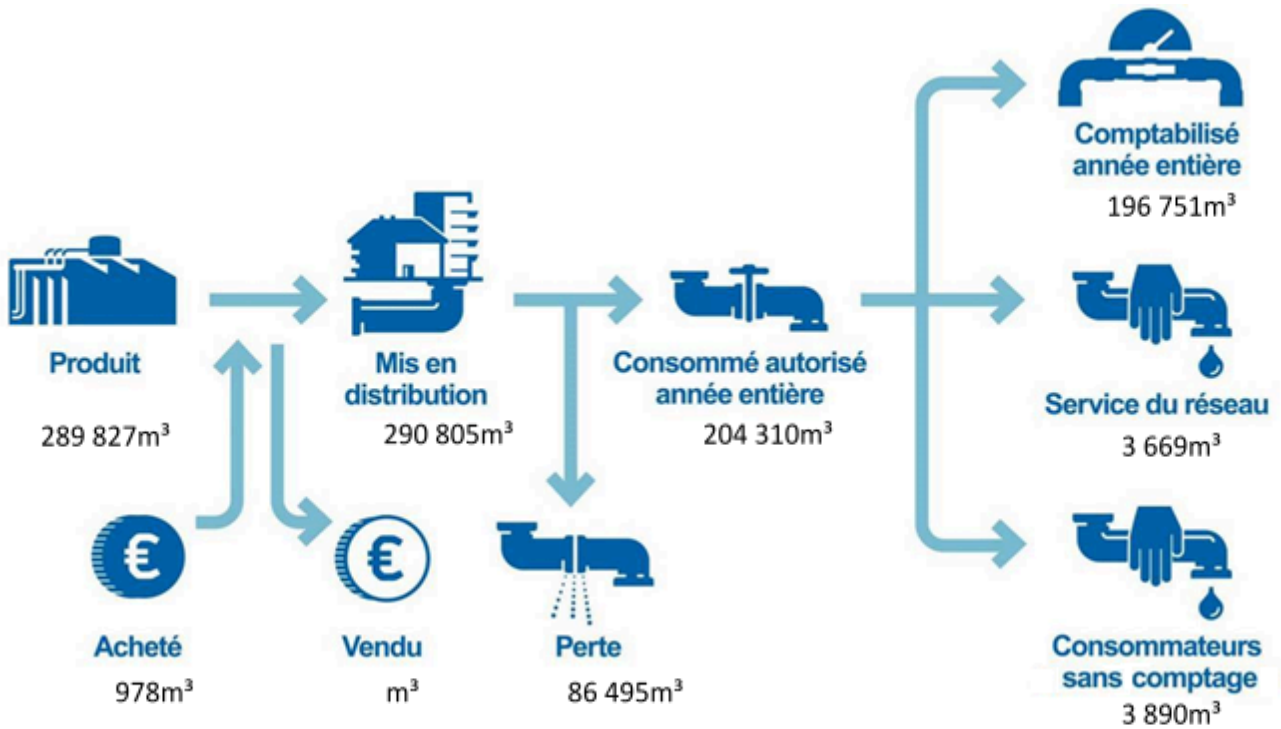 Comptabilisé
année entière
196 751m³
Produit
289 827m³
Mis en
distribution
290 805m³
Consommé autorisé
année entière
204 310m³
Service du réseau
3 669m³
€
Acheté
978m³
€
Vendu
m³
Perte
86 495m³
Consommateurs
sans comptage
3 890m³